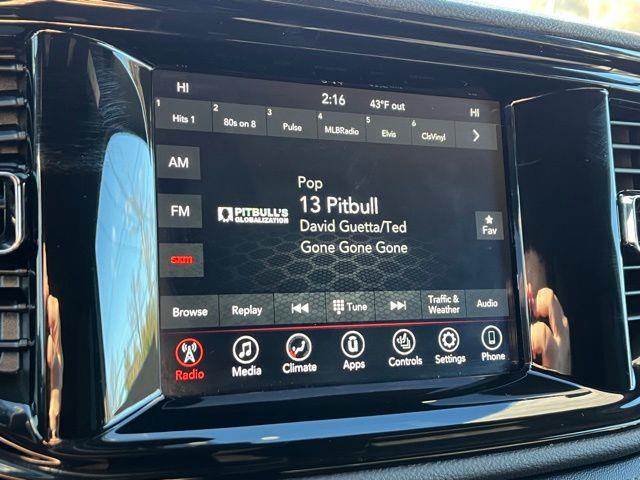 HI 2:16 43°F out HI
1 Hits 1 2 80s on 8 3 Pulse 4 MLBRadio 5 Elvis 6 ClsVinyl
AM
FM
sxm
PITBULL'S
GLOBALIZATION
Pop
13 Pitbull
David Guetta/Ted
Gone Gone Gone
Fav
Browse Replay Tune Traffic & Weather Audio
Radio Media Climate Apps Controls Settings Phone